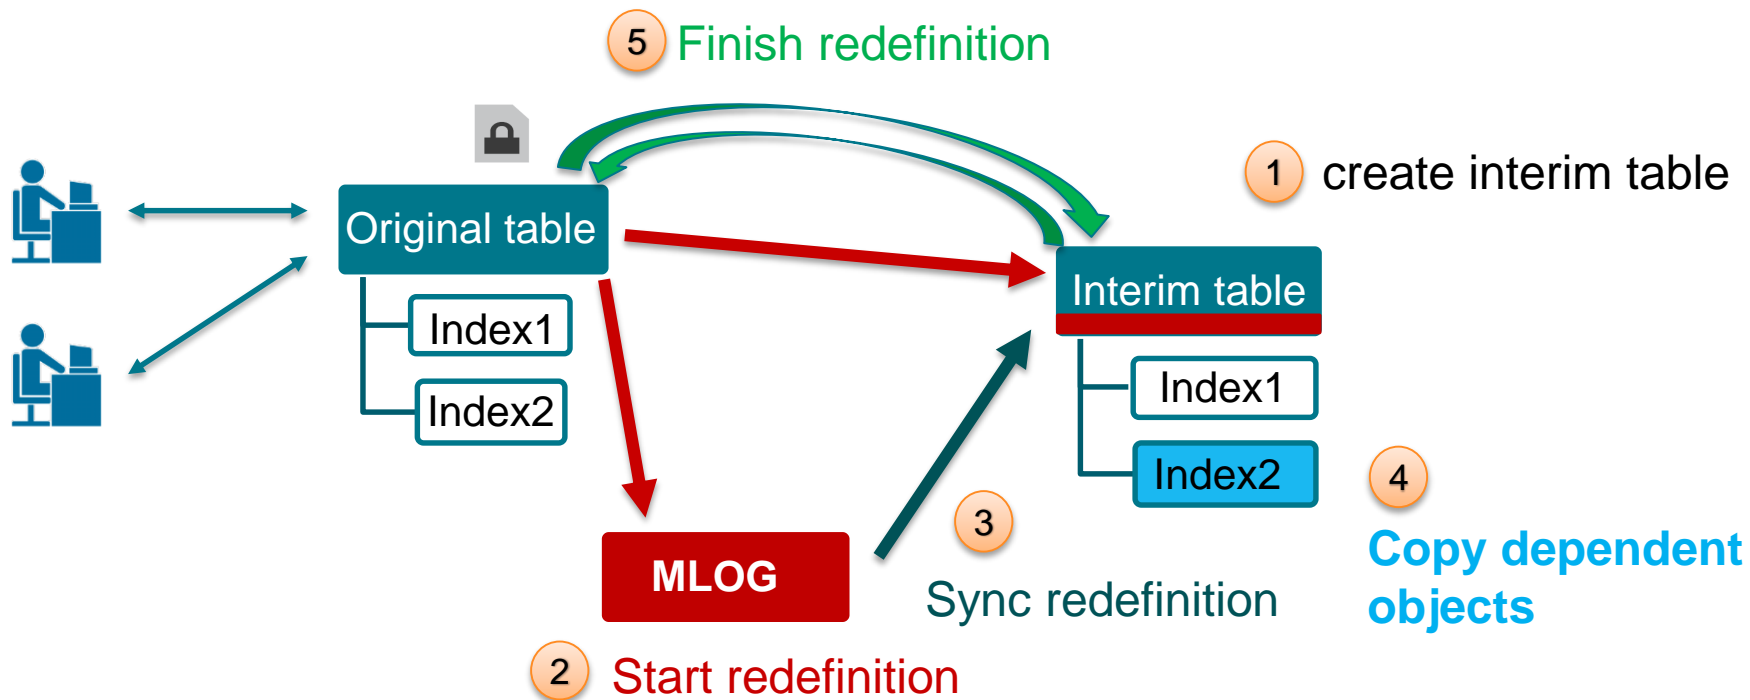 5 Finish redefinition
1 create interim table
Original table
Interim table
Index1
Index2
Index1
Index2
4
Copy dependent
objects
3
Sync redefinition
MLOG
2 Start redefinition